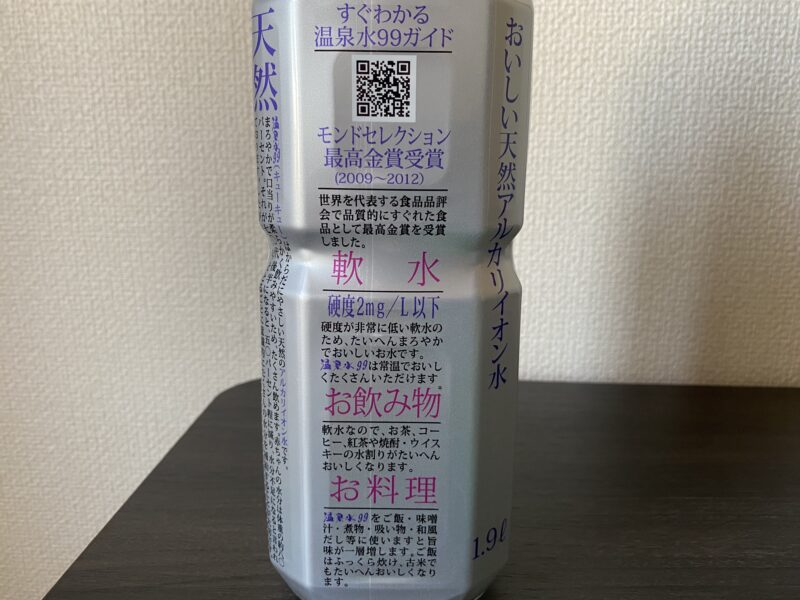 すぐわかる
温泉水99ガイド
モンドセレクション
最高金賞受賞
(2009～2012)
世界を代表する食品品評
会で品質的にすぐれた食
品として最高金賞を受賞
しました。
軟 水
硬度2mg/L以下
硬度が非常に低い軟水の
ため、たいへんまろやか
でおいしいお水です。
温泉水99は常温でおいし
くたくさんいただけます。
お飲み物
軟水なので、お茶、コー
ヒー、紅茶や焼酎・ウイス
キーの水割りがたいへん
おいしくなります。
お料理
温泉水99をご飯・味噌
汁・煮物・吸い物・和風
だし等に使いますと旨
味が一層増します。ご飯
はふっくら炊け、古米で
もたいへんおいしくなり
ます。
おいしい天然アルカリイオン水
1.9ℓ
天然